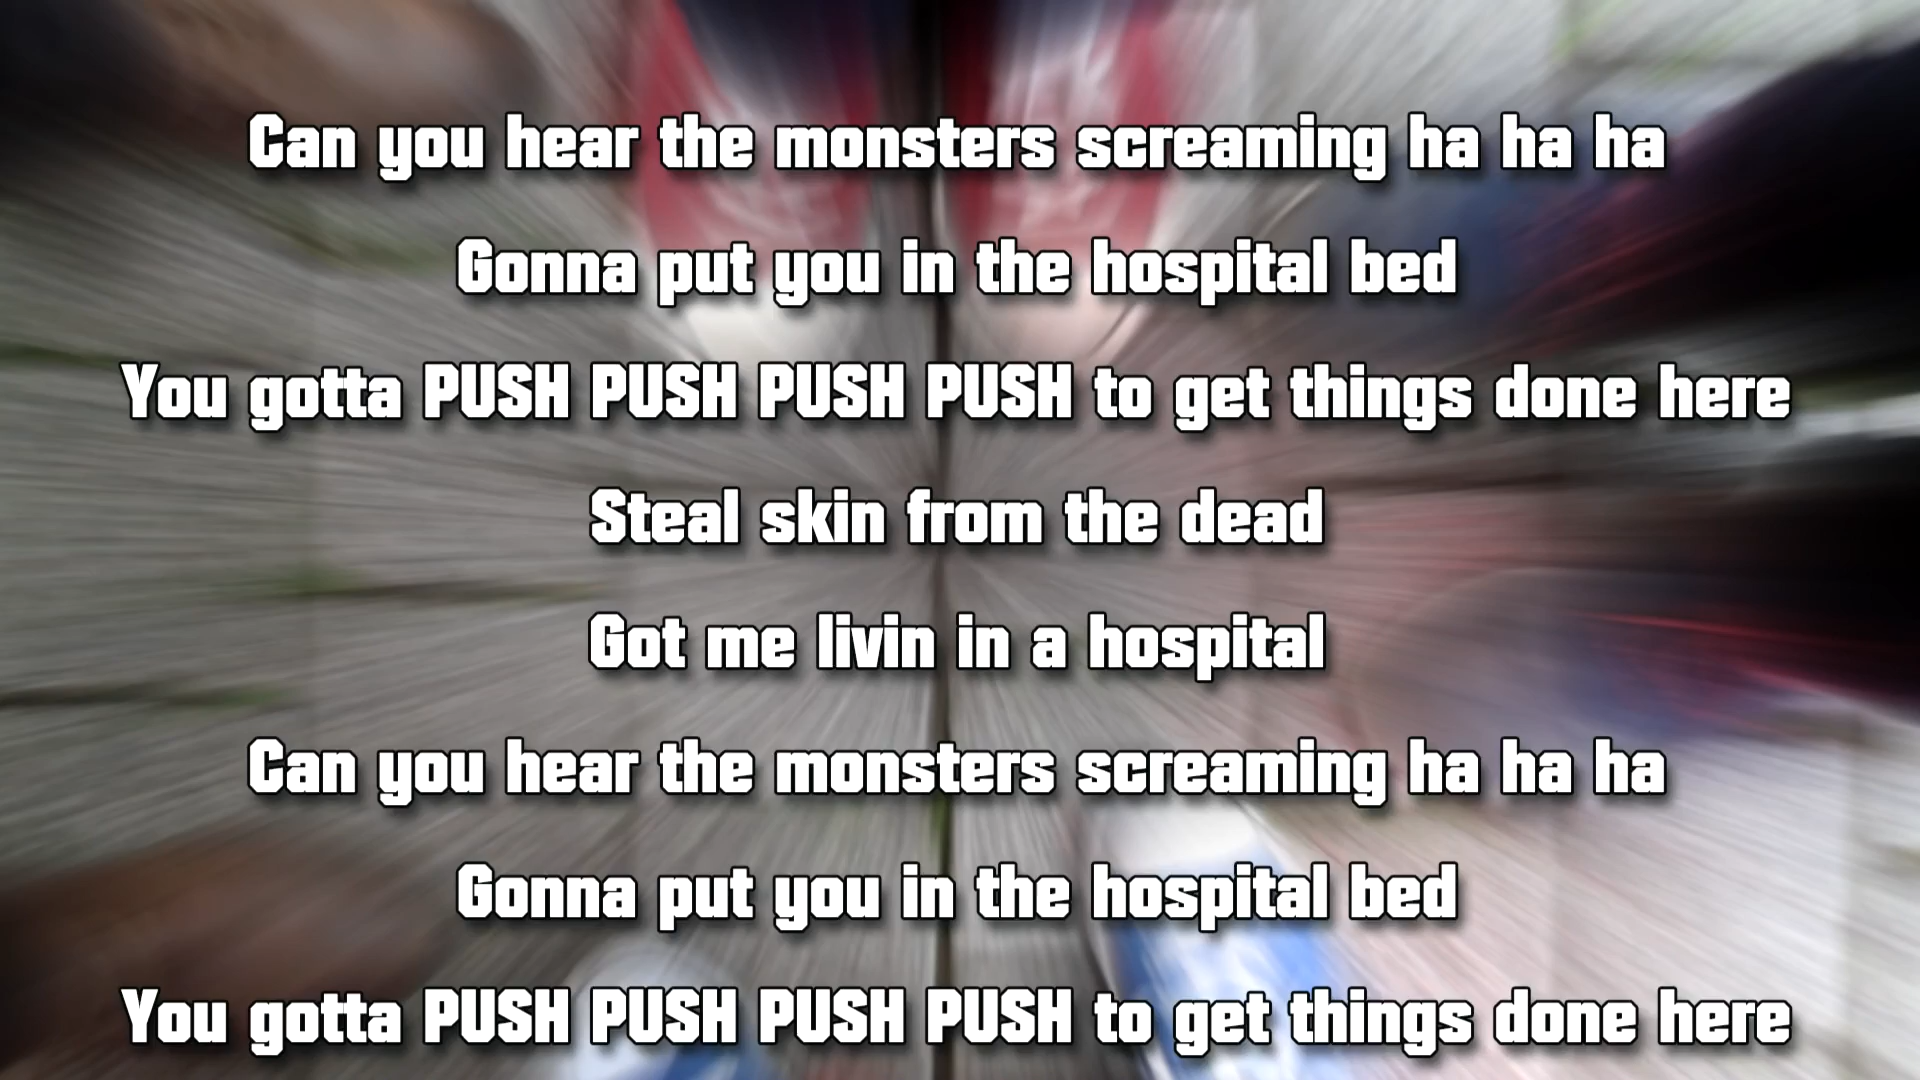 Can you hear the monsters screaming ha ha ha
Gonna put you in the hospital bed
You gotta PUSH PUSH PUSH PUSH to get things done here
Steal skin from the dead
Got me livin in a hospital
Can you hear the monsters screaming ha ha ha
Gonna put you in the hospital bed
You gotta PUSH PUSH PUSH PUSH to get things done here